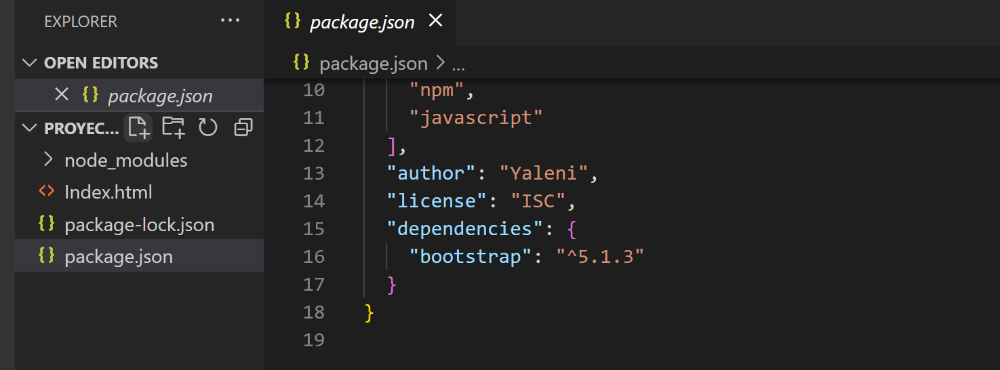 EXPLORER
OPEN EDITORS
{} package.json
PROYEC...
node_modules
<> Index.html
{} package-lock.json
{} package.json
{} package.json
{} package.json > ...
10 "npm",
11 "javascript"
12 ],
13 "author": "Yaleni",
14 "license": "ISC",
15 "dependencies": {
16 "bootstrap": "^5.1.3"
17 }
18 }
19